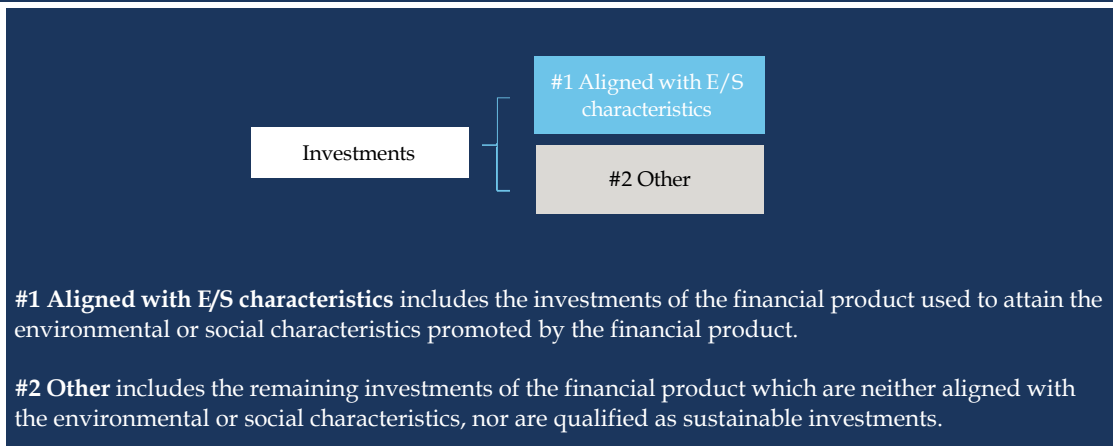 #1 Aligned with E/S
characteristics
Investments
#2 Other
#1 Aligned with E/S characteristics includes the investments of the financial product used to attain the
environmental or social characteristics promoted by the financial product.
#2 Other includes the remaining investments of the financial product which are neither aligned with
the environmental or social characteristics, nor are qualified as sustainable investments.